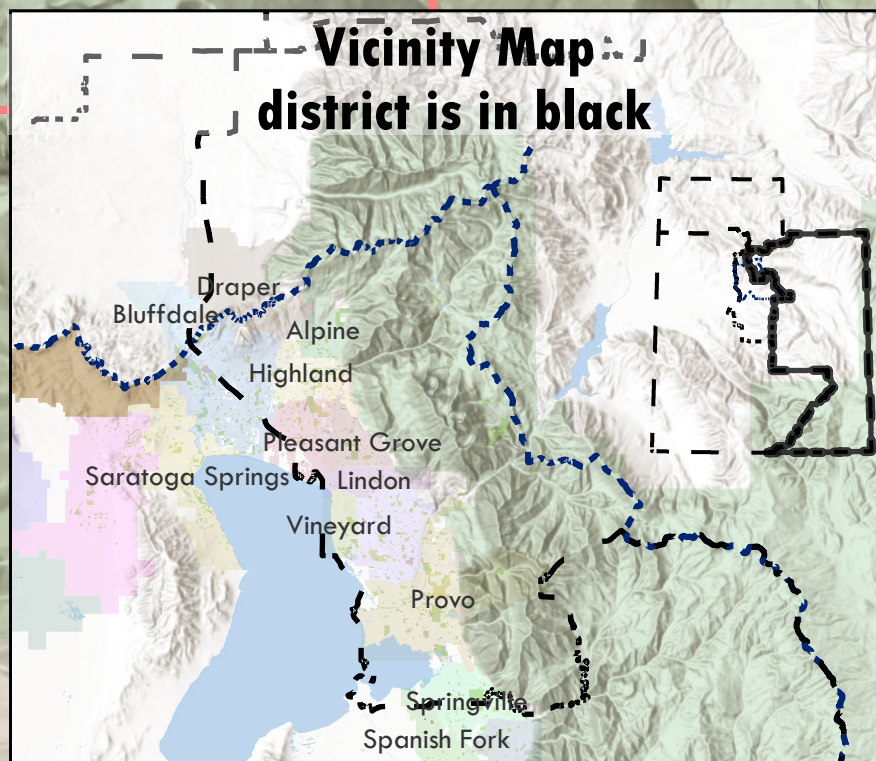 Vicinity Map
district is in black
Draper
Bluffdale
Alpine
Highland
Pleasant Grove
Saratoga Springs
Lindon
Vineyard
Provo
Springville
Spanish Fork